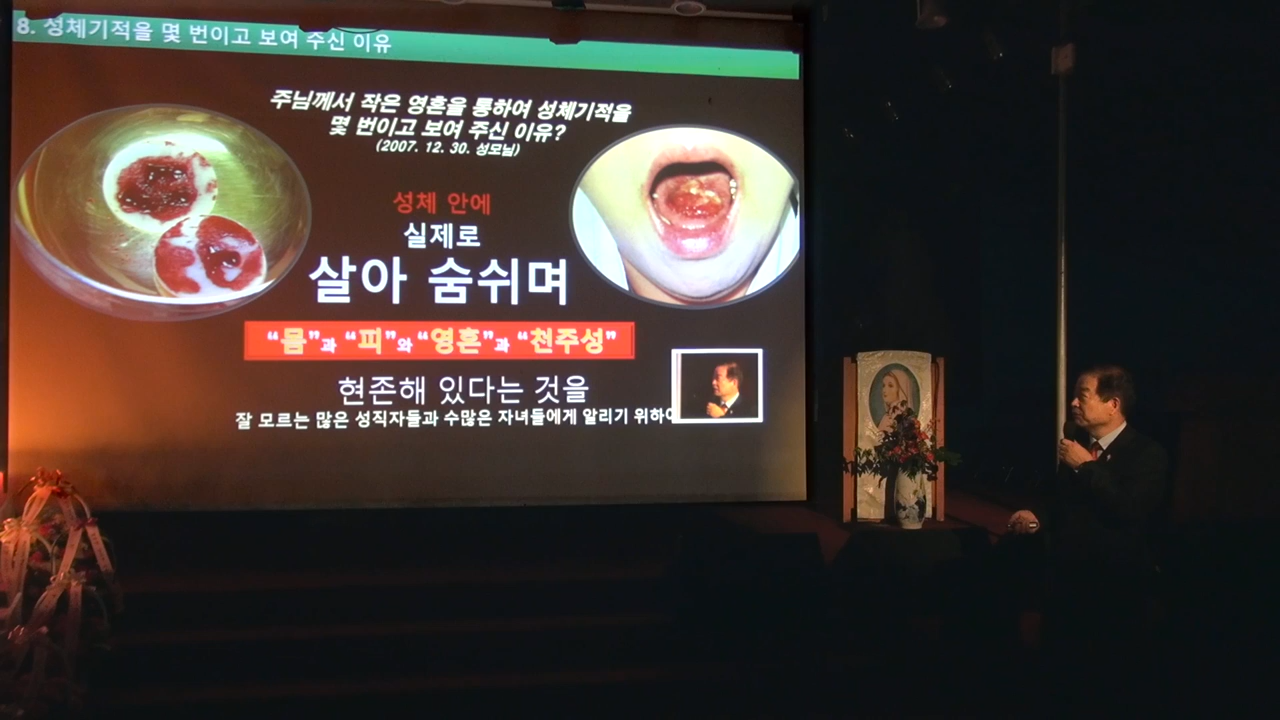 8. 성체기적을 몇 번이고 보여 주신 이유
주님께서 작은 영혼을 통하여 성체기적을
몇 번이고 보여 주신 이유?
(2007. 12. 30. 성모님)
성체 안에
실제로
살아 숨쉬며
“몸”과 “피”와 “영혼”과 “천주성”
현존해 있다는 것을
잘 모르는 많은 성직자들과 수많은 자녀들에게 알리기